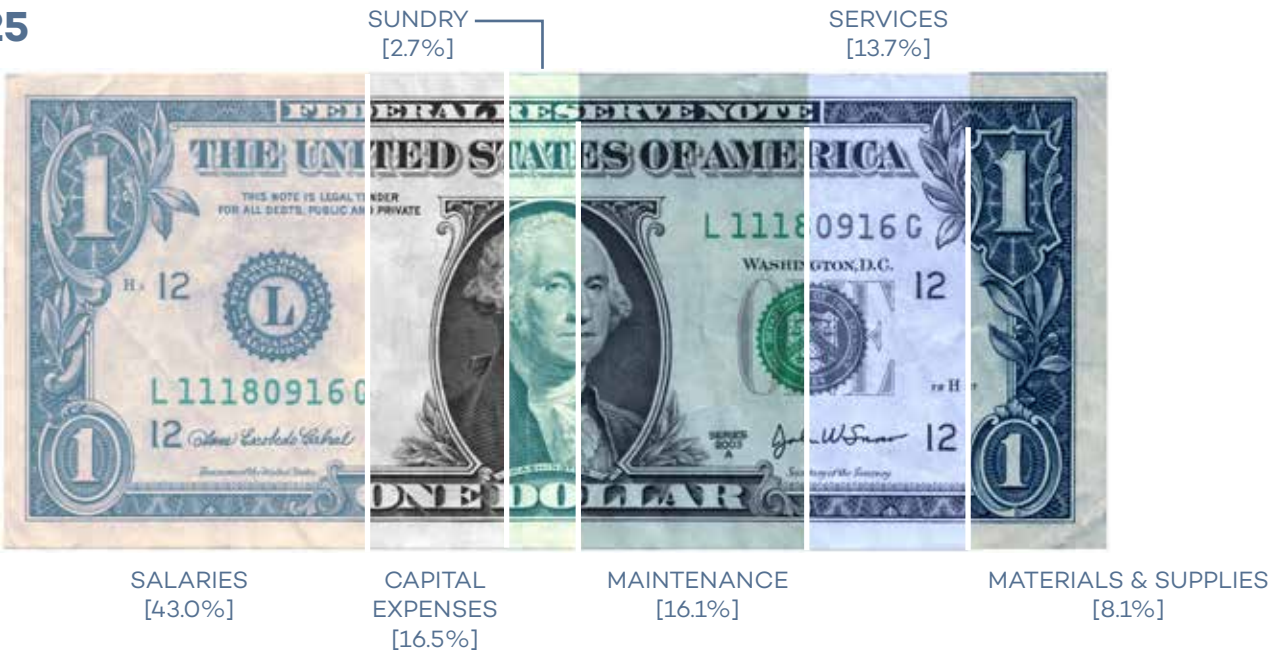 25
SUNDRY
[2.7%]
SERVICES
[13.7%]
FEDERAL RESERVE NOTE
THE UNITED STATES OF AMERICA
THIS NOTE IS LEGAL TENDER
FOR ALL DEBTS, PUBLIC AND PRIVATE
1
1
L 11180916 G
WASHINGTON, D.C.
H 12
L
12
L 11180916 G
12
SERIES
2003
A
12
1
1
ONE DOLLAR
SALARIES
[43.0%]
CAPITAL
EXPENSES
[16.5%]
MAINTENANCE
[16.1%]
MATERIALS & SUPPLIES
[8.1%]